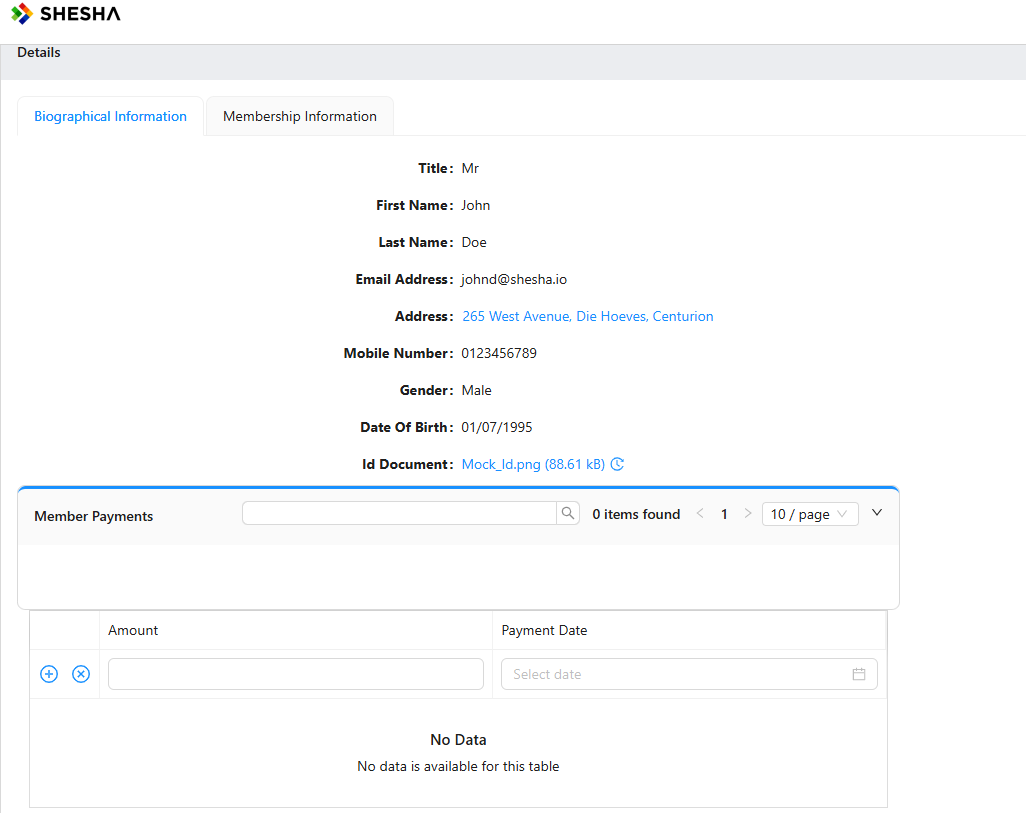 SHESHA
Details
Biographical Information
Membership Information
Title: Mr
First Name: John
Last Name: Doe
Email Address: johnd@shesha.io
Address: 265 West Avenue, Die Hoeves, Centurion
Mobile Number: 0123456789
Gender: Male
Date Of Birth: 01/07/1995
Id Document: Mock_Id.png (88.61 kB)
Member Payments 0 items found < 1 > 10 / page
Amount Payment Date
Select date
No Data
No data is available for this table